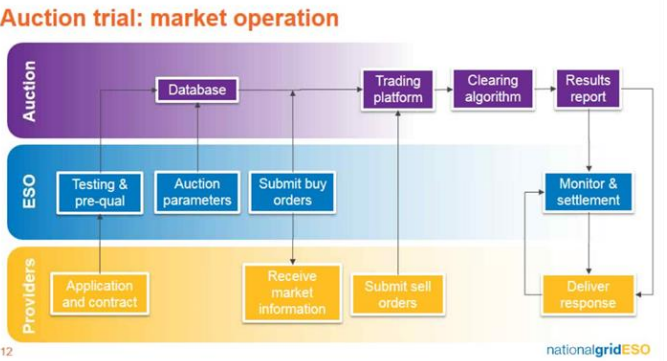 Auction trial: market operation
Auction
Database
Trading
platform
Clearing
algorithm
Results
report
ESO
Testing &
pre-qual
Auction
parameters
Submit buy
orders
Monitor &
settlement
Providers
Application
and contract
Receive
market
information
Submit sell
orders
Deliver
response
12
nationalgridESO